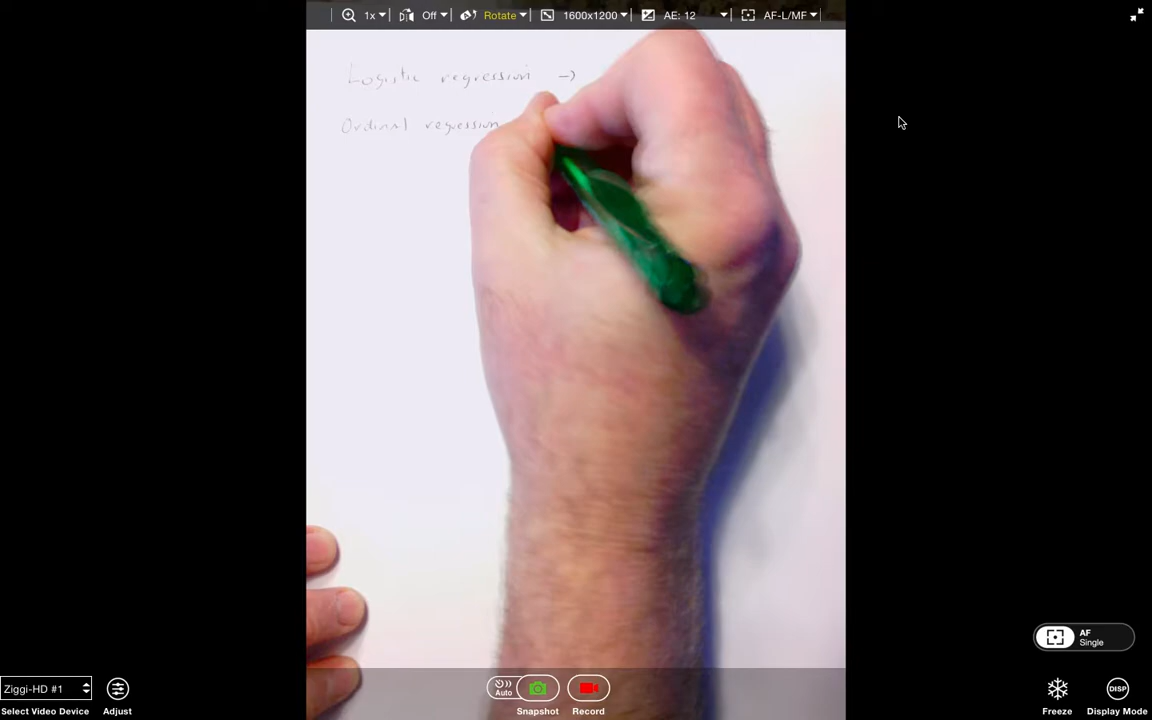 1x Off Rotate 1600x1200 AE: 12 AF-L/MF
Logistic regression →
Ordinal regression
AF
Single
Ziggi-HD #1
Auto
Select Video Device Adjust Snapshot Record Freeze Display Mode
DISP